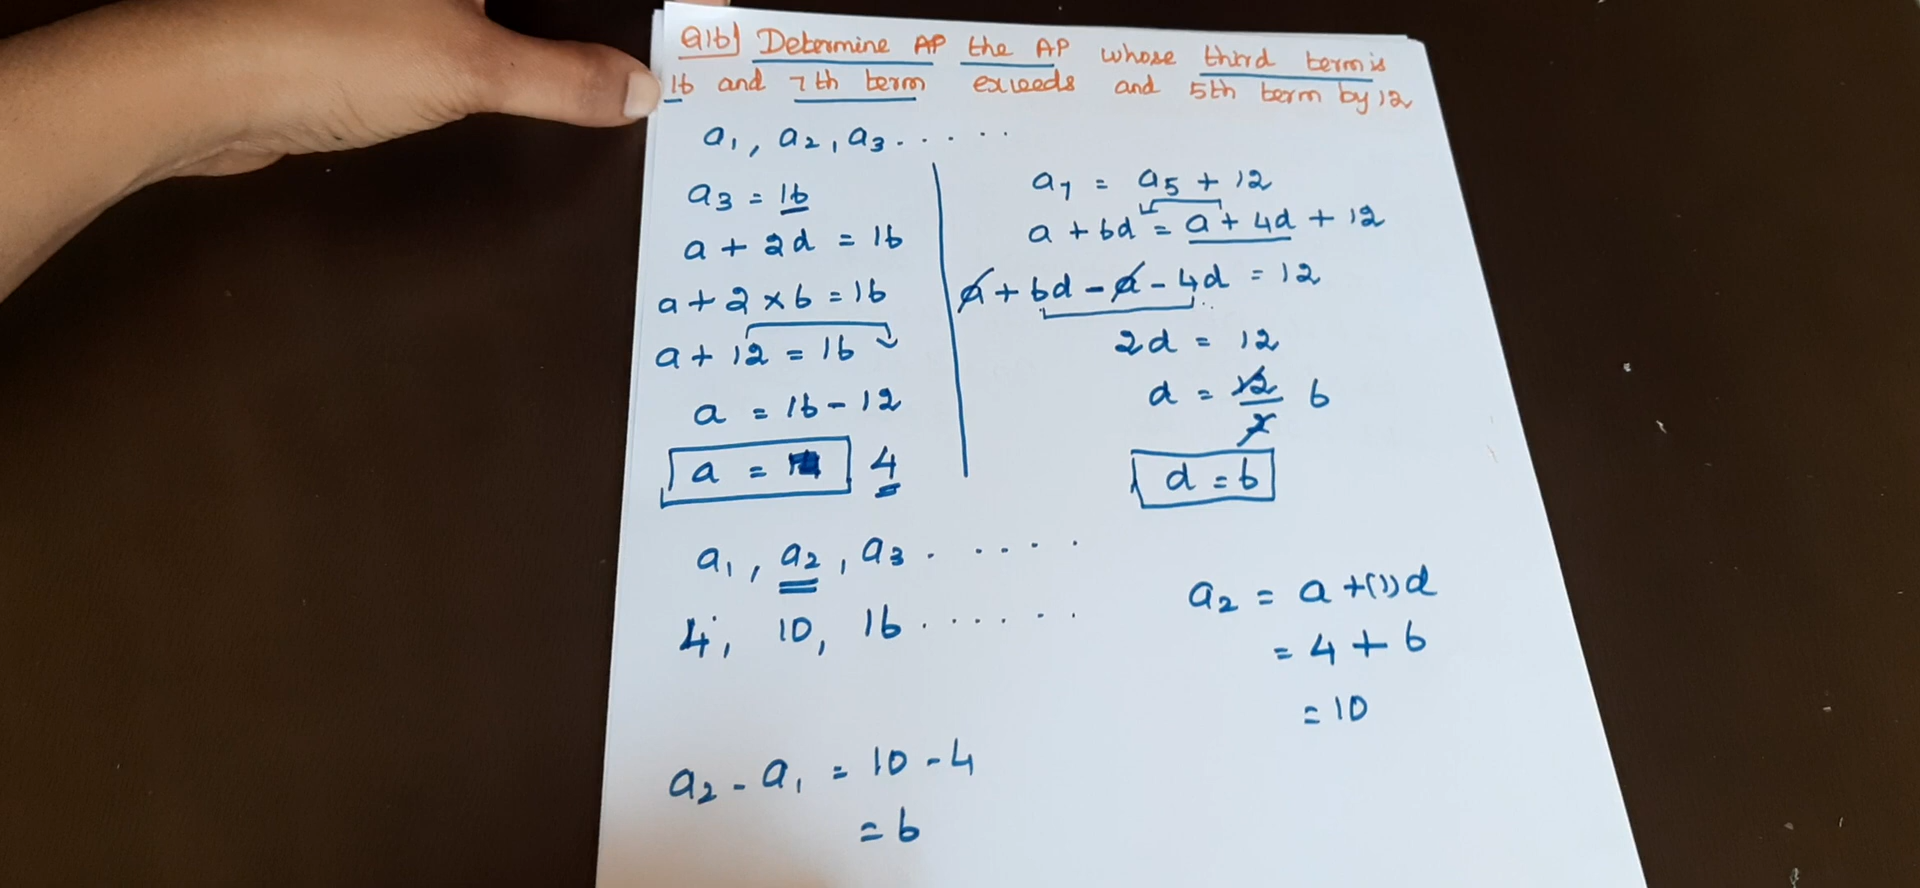 Q16) Determine AP the AP whose third term is
16 and 7th term exceeds and 5th term by 12
a₁, a₂, a₃ . . . . .
a₃ = 16
a + 2d = 16
a + 2 × 6 = 16
a + 12 = 16
a = 16 - 12
a = 4
a₇ = a₅ + 12
a + 6d = a + 4d + 12
a + 6d - a - 4d = 12
2d = 12
d = 12/2 6
d = 6
a₁, a₂, a₃ . . . . .
4, 10, 16 . . . . . .
a₂ = a + (1)d
= 4 + 6
= 10
a₂ - a₁ = 10 - 4
= 6